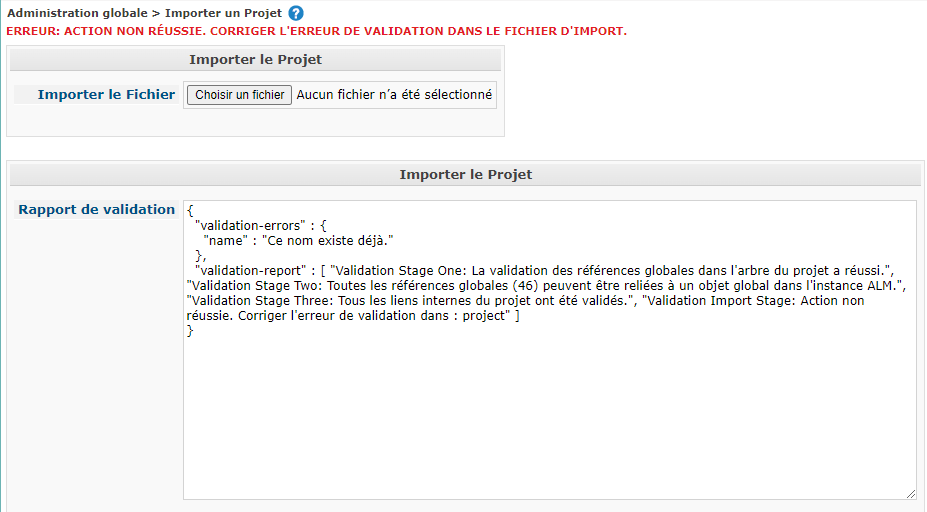 Administration globale > Importer un Projet ?
ERREUR: ACTION NON RÉUSSIE. CORRIGER L'ERREUR DE VALIDATION DANS LE FICHIER D'IMPORT.
Importer le Projet
Importer le Fichier Choisir un fichier Aucun fichier n’a été sélectionné
Importer le Projet
Rapport de validation {
"validation-errors" : {
"name" : "Ce nom existe déjà."
},
"validation-report" : [ "Validation Stage One: La validation des références globales dans l'arbre du projet a réussi.",
"Validation Stage Two: Toutes les références globales (46) peuvent être reliées à un objet global dans l'instance ALM.",
"Validation Stage Three: Tous les liens internes du projet ont été validés.", "Validation Import Stage: Action non
réussie. Corriger l'erreur de validation dans : project" ]
}